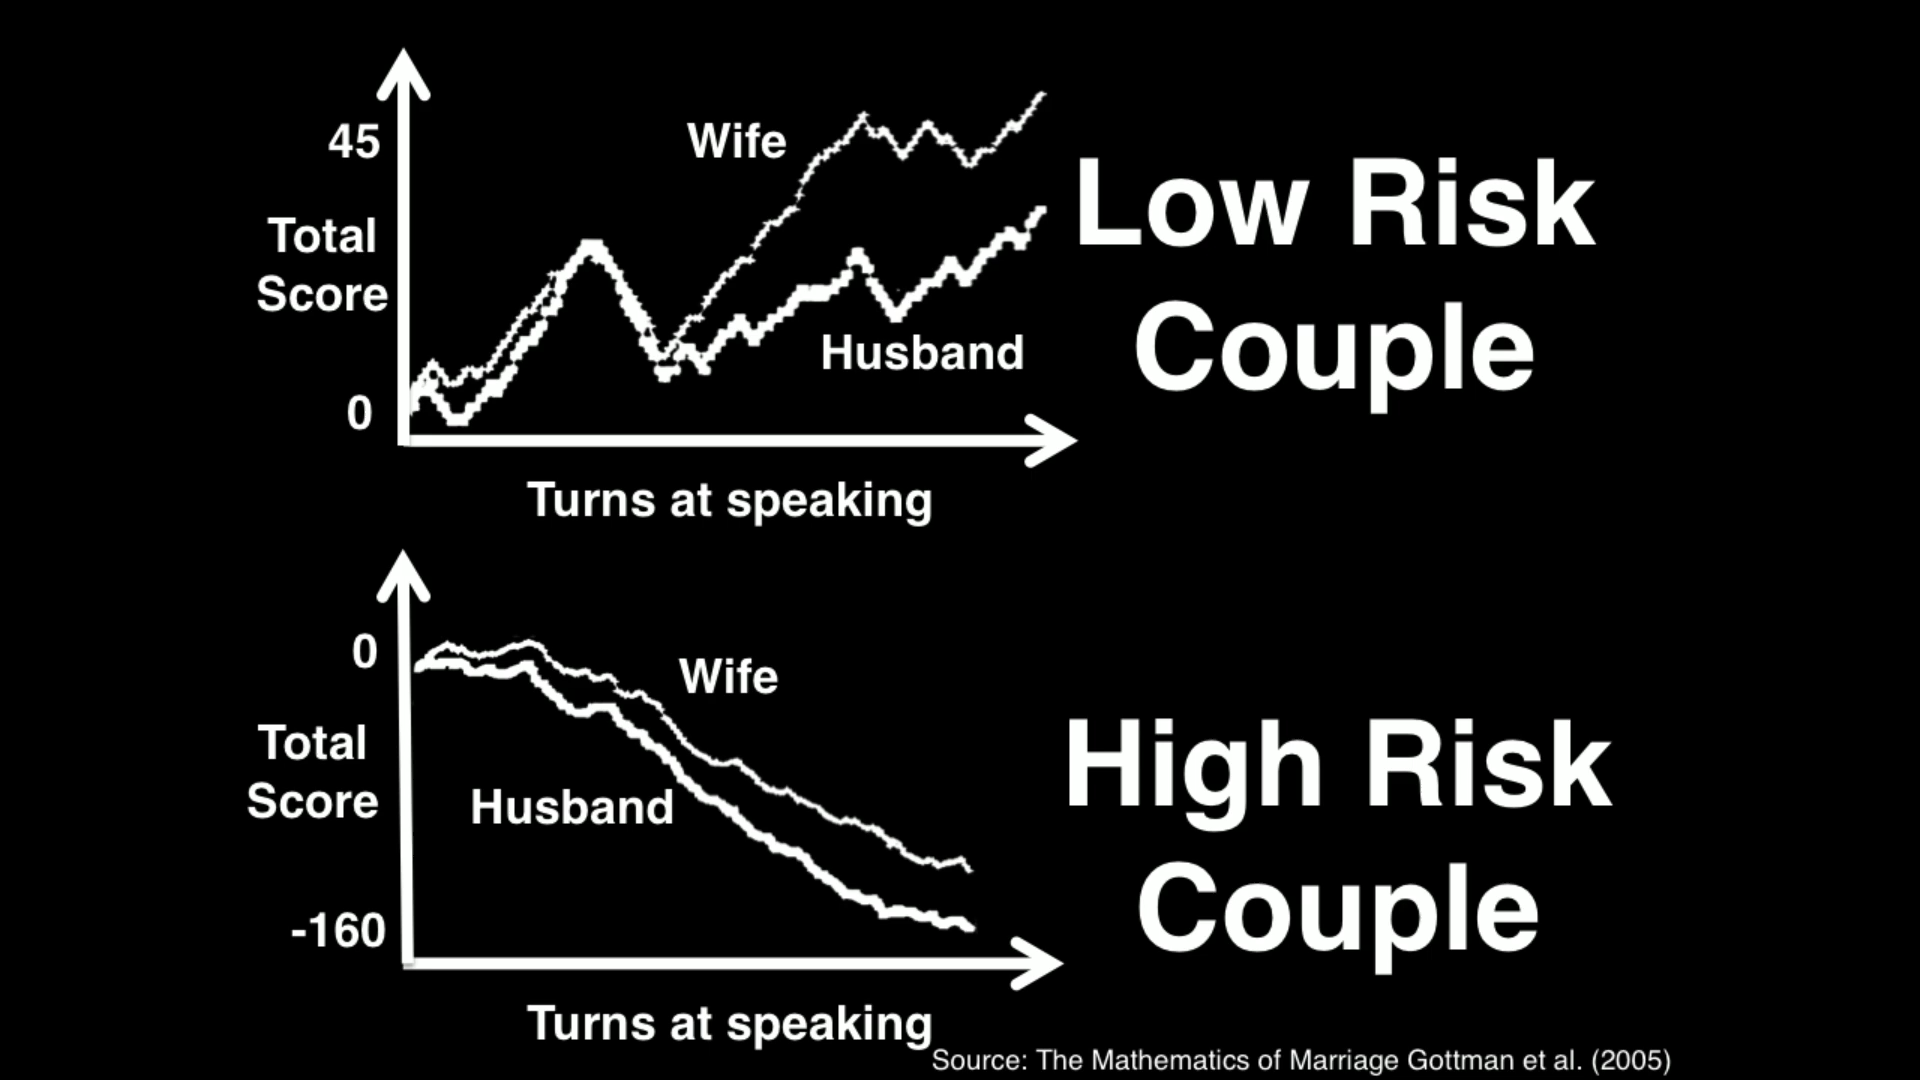 45
Total
Score
0
Wife
Husband
Turns at speaking
Low Risk
Couple
0
Total
Score
-160
Wife
Husband
Turns at speaking
High Risk
Couple
Source: The Mathematics of Marriage Gottman et al. (2005)